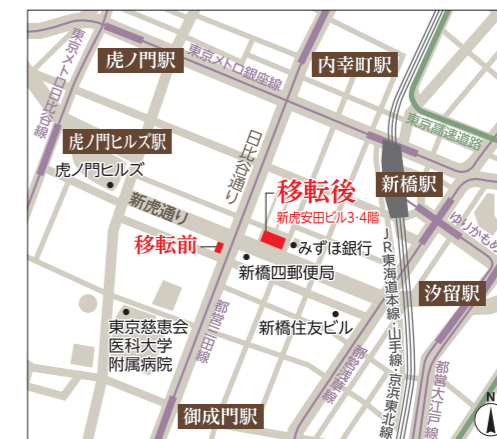 虎ノ門駅
東京メトロ銀座線
内幸町駅
東京メトロ日比谷線
東京高速道路
虎ノ門ヒルズ駅
虎ノ門ヒルズ
日比谷通り
新虎通り
移転後
新虎安田ビル3・4階
新橋駅
ゆりかもめ
移転前
みずほ銀行
新橋四郵便局
JR東海道本線・山手線・京浜東北線
汐留駅
東京慈恵会
医科大学
附属病院
都営三田線
新橋住友ビル
都営浅草線
都営大江戸線
御成門駅
N